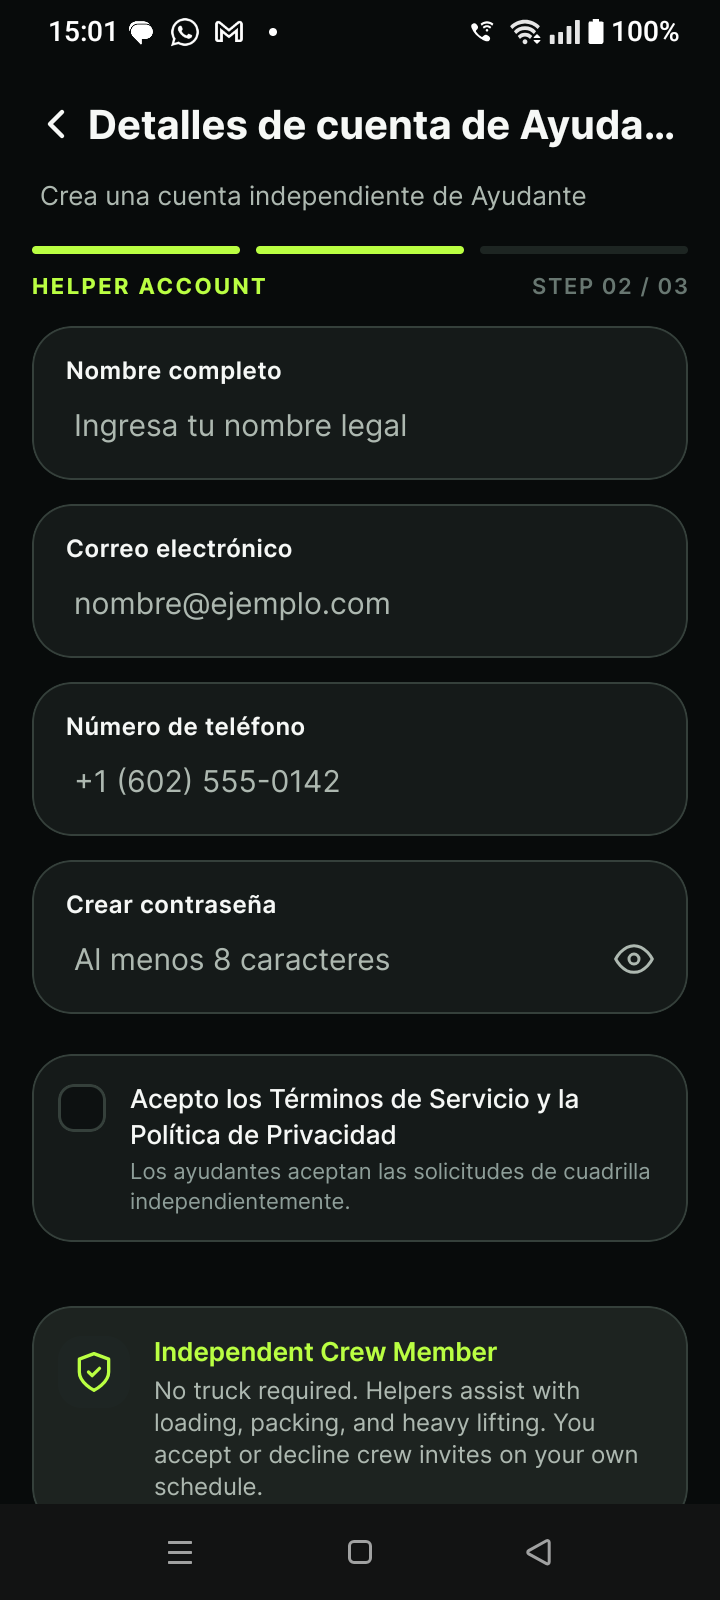 15:01
100%
Detalles de cuenta de Ayuda...
Crea una cuenta independiente de Ayudante
HELPER ACCOUNT
STEP 02 / 03
Nombre completo
Ingresa tu nombre legal
Correo electrónico
nombre@ejemplo.com
Número de teléfono
+1 (602) 555-0142
Crear contraseña
Al menos 8 caracteres
Acepto los Términos de Servicio y la
Política de Privacidad
Los ayudantes aceptan las solicitudes de cuadrilla
independientemente.
Independent Crew Member
No truck required. Helpers assist with
loading, packing, and heavy lifting. You
accept or decline crew invites on your own
schedule.